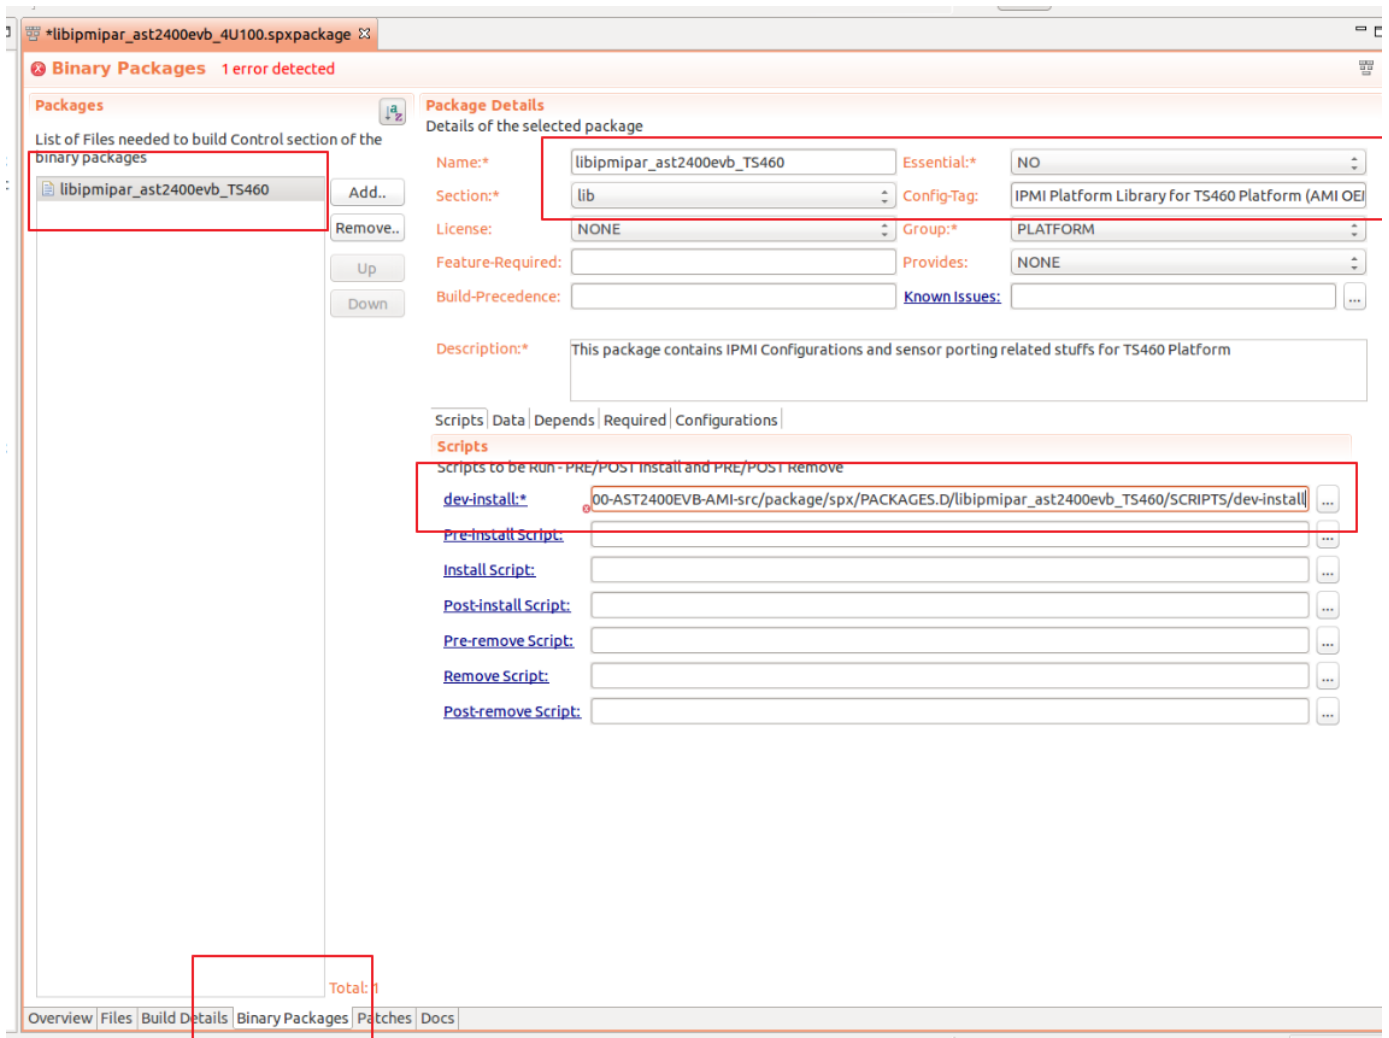 *libipmipar_ast2400evb_4U100.spxpackage
Binary Packages 1 error detected
Packages
List of Files needed to build Control section of the
binary packages
libipmipar_ast2400evb_TS460
Add..
Remove..
Up
Down
Total: 1
Package Details
Details of the selected package
Name:* libipmipar_ast2400evb_TS460 Essential:* NO
Section:* lib Config-Tag: IPMI Platform Library for TS460 Platform (AMI OEI
License: NONE Group:* PLATFORM
Feature-Required: Provides: NONE
Build-Precedence: Known Issues: ...
Description:* This package contains IPMI Configurations and sensor porting related stuffs for TS460 Platform
Scripts Data Depends Required Configurations
Scripts
Scripts to be Run - PRE/POST Install and PRE/POST Remove
dev-install:* 00-AST2400EVB-AMI-src/package/spx/PACKAGES.D/libipmipar_ast2400evb_TS460/SCRIPTS/dev-install ...
Pre-install Script: ...
Install Script: ...
Post-install Script: ...
Pre-remove Script: ...
Remove Script: ...
Post-remove Script: ...
Overview Files Build Details Binary Packages Patches Docs